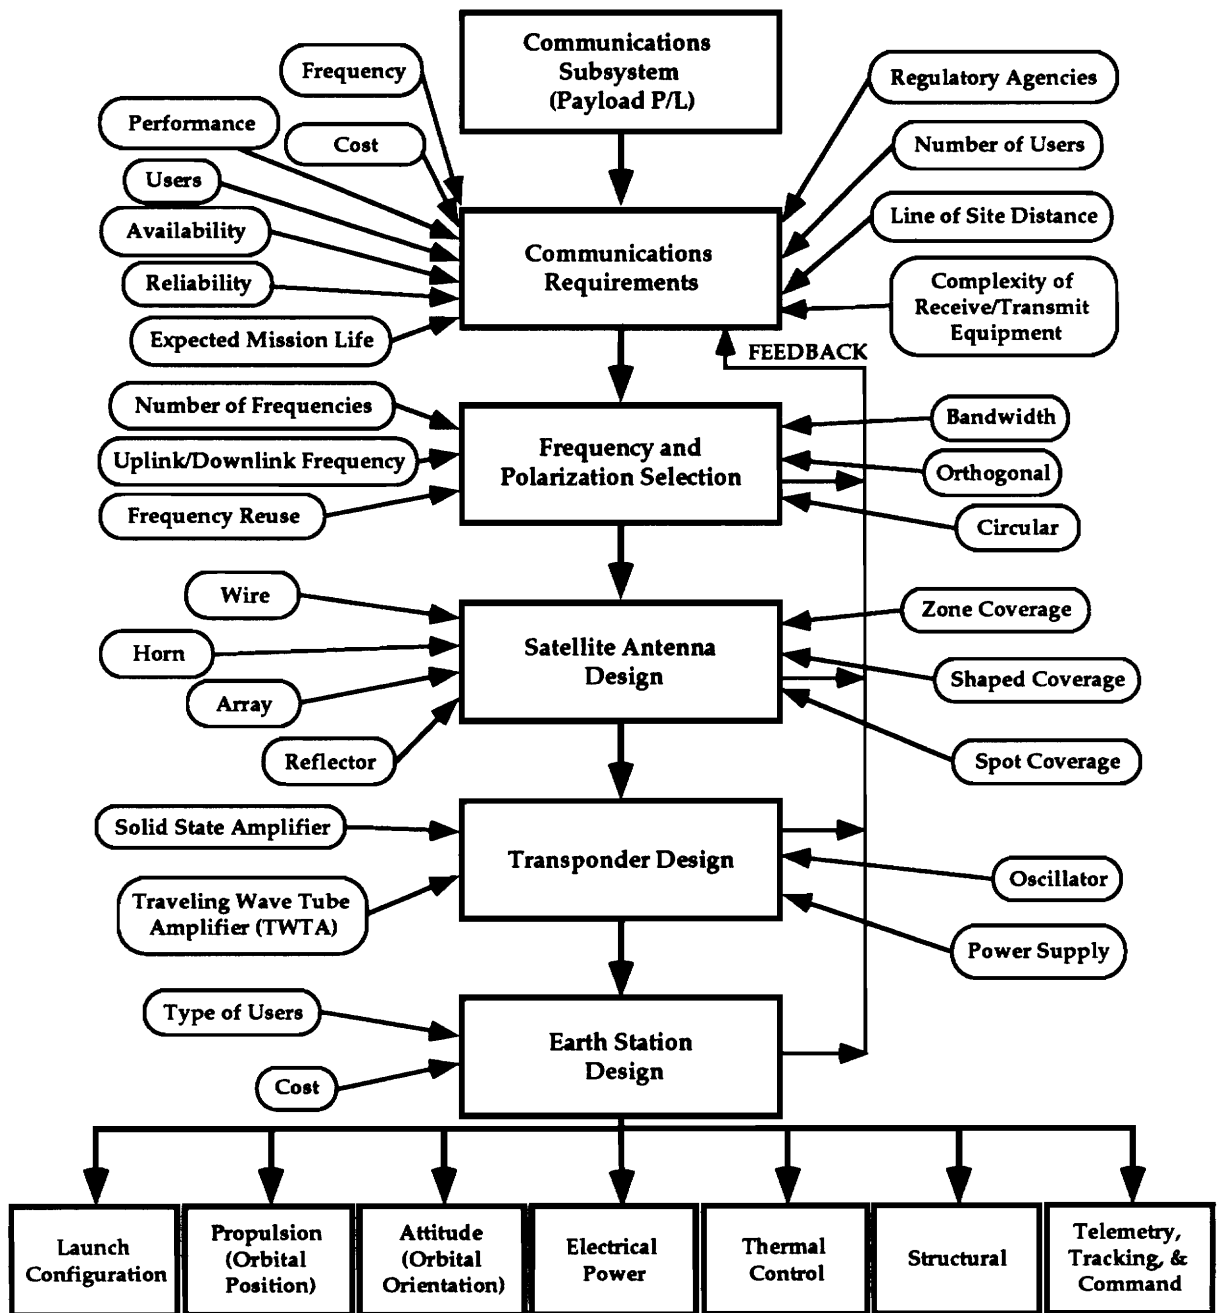 Communications
Subsystem
(Payload P/L)
Frequency
Regulatory Agencies
Performance
Cost
Number of Users
Users
Line of Site Distance
Availability
Communications
Requirements
Reliability
Complexity of
Receive/Transmit
Equipment
Expected Mission Life
FEEDBACK
Number of Frequencies
Bandwidth
Uplink/Downlink Frequency
Frequency and
Polarization Selection
Orthogonal
Frequency Reuse
Circular
Wire
Zone Coverage
Horn
Satellite Antenna
Design
Shaped Coverage
Array
Reflector
Spot Coverage
Solid State Amplifier
Transponder Design
Oscillator
Traveling Wave Tube
Amplifier (TWTA)
Power Supply
Type of Users
Earth Station
Design
Cost
Launch
Configuration
Propulsion
(Orbital
Position)
Attitude
(Orbital
Orientation)
Electrical
Power
Thermal
Control
Structural
Telemetry,
Tracking, &
Command